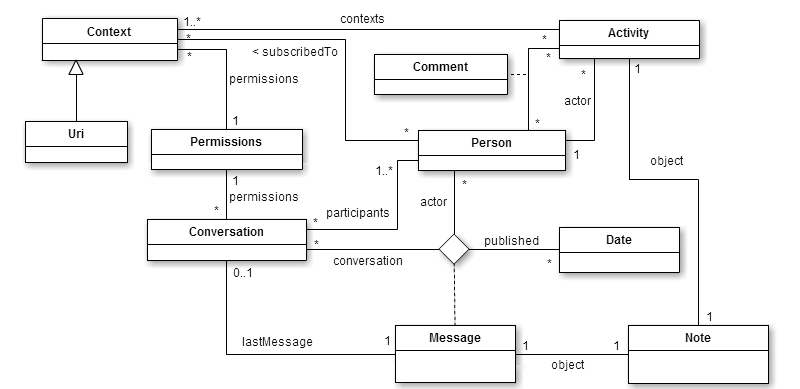 contexts
1..*
Context
*
*
< subscribedTo
*
*
Activity
Comment
*
1
permissions
actor
Uri
1
*
*
Permissions
Person
1
object
1
1..*
*
permissions
actor
*
*
participants
Conversation
*
conversation
published
*
Date
0..1
lastMessage
1
Message
1
object
1
1
Note